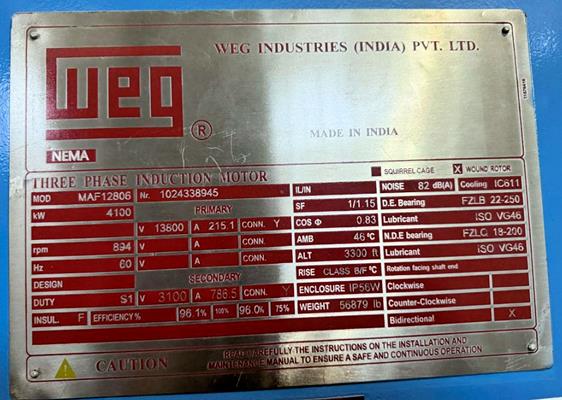 weg
®
NEMA
WEG INDUSTRIES (INDIA) PVT. LTD.
MADE IN INDIA
THREE PHASE INDUCTION MOTOR
SQUIRREL CAGE X WOUND ROTOR
MOD MAF12806 Nr. 1024338945
kW 4100 PRIMARY
V 13800 A 215.1 CONN. Y
rpm 894
Hz 60
DESIGN SECONDARY
DUTY S1 V 3100 A 786.5 CONN. Y
INSUL. F EFFICIENCY% 96.1% 100% 96.0% 75%
IL/IN
SF 1/1.15
COS Φ 0.83
AMB 46°C
ALT 3300 ft
RISE CLASS B/F °C
ENCLOSURE IP56W
WEIGHT 56879 lb
NOISE 82 dB(A) Cooling IC611
D.E. Bearing FZLB 22-250
Lubricant ISO VG46
N.D.E bearing FZLQ 18-200
Lubricant ISO VG46
Rotation facing shaft end
Clockwise
Counter-Clockwise
Bidirectional X
CAUTION
READ CAREFULLY THE INSTRUCTIONS ON THE INSTALLATION AND
MAINTENANCE MANUAL TO ENSURE A SAFE AND CONTINUOUS OPERATION